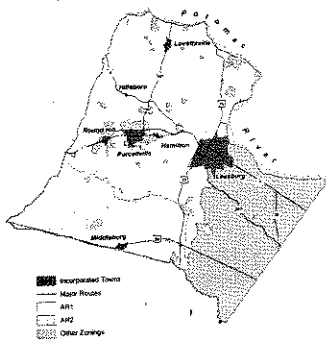 Potomac
River
Lovettsville
Hillsboro
Round Hill
Hamilton
Purcellville
Leesburg
Middleburg
Incorporated Towns
Major Routes
AR1
AR2
Other Zonings